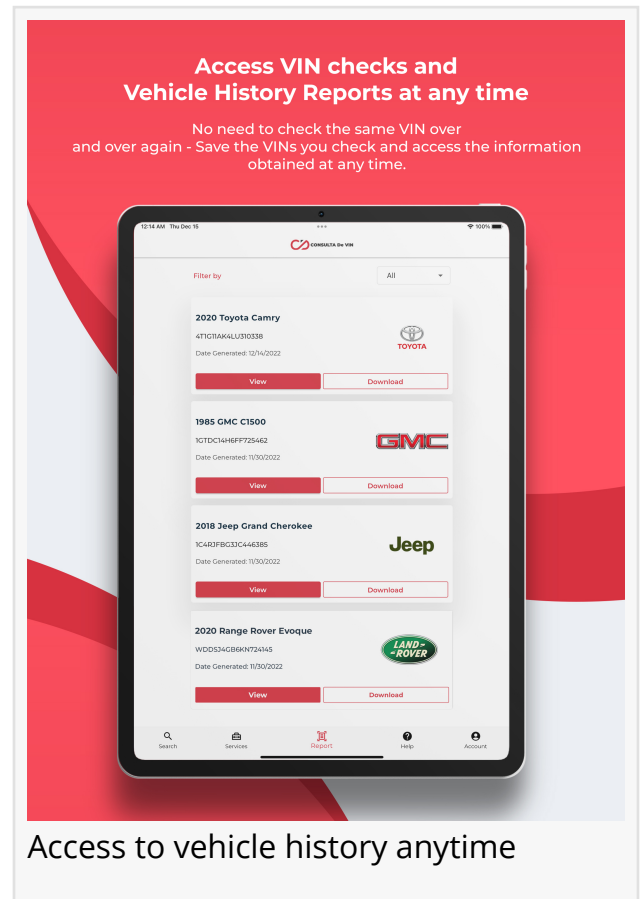 Access VIN checks and
Vehicle History Reports at any time
No need to check the same VIN over
and over again - Save the VINs you check and access the information
obtained at any time.
12:14 AM Thu Dec 15
100%
CONSULTA De VIN
Filter by
All
2020 Toyota Camry
4T1G11AK4LU310338
Date Generated: 12/14/2022
TOYOTA
View
Download
1985 GMC C1500
1GTDC14H6FF725462
Date Generated: 11/30/2022
GMC
View
Download
2018 Jeep Grand Cherokee
1C4RJFBG3JC446385
Date Generated: 11/30/2022
Jeep
View
Download
2020 Range Rover Evoque
WDDSJ4GB6KN724145
Date Generated: 11/30/2022
LAND-
-ROVER
View
Download
Search
Services
Report
Help
Account
Access to vehicle history anytime